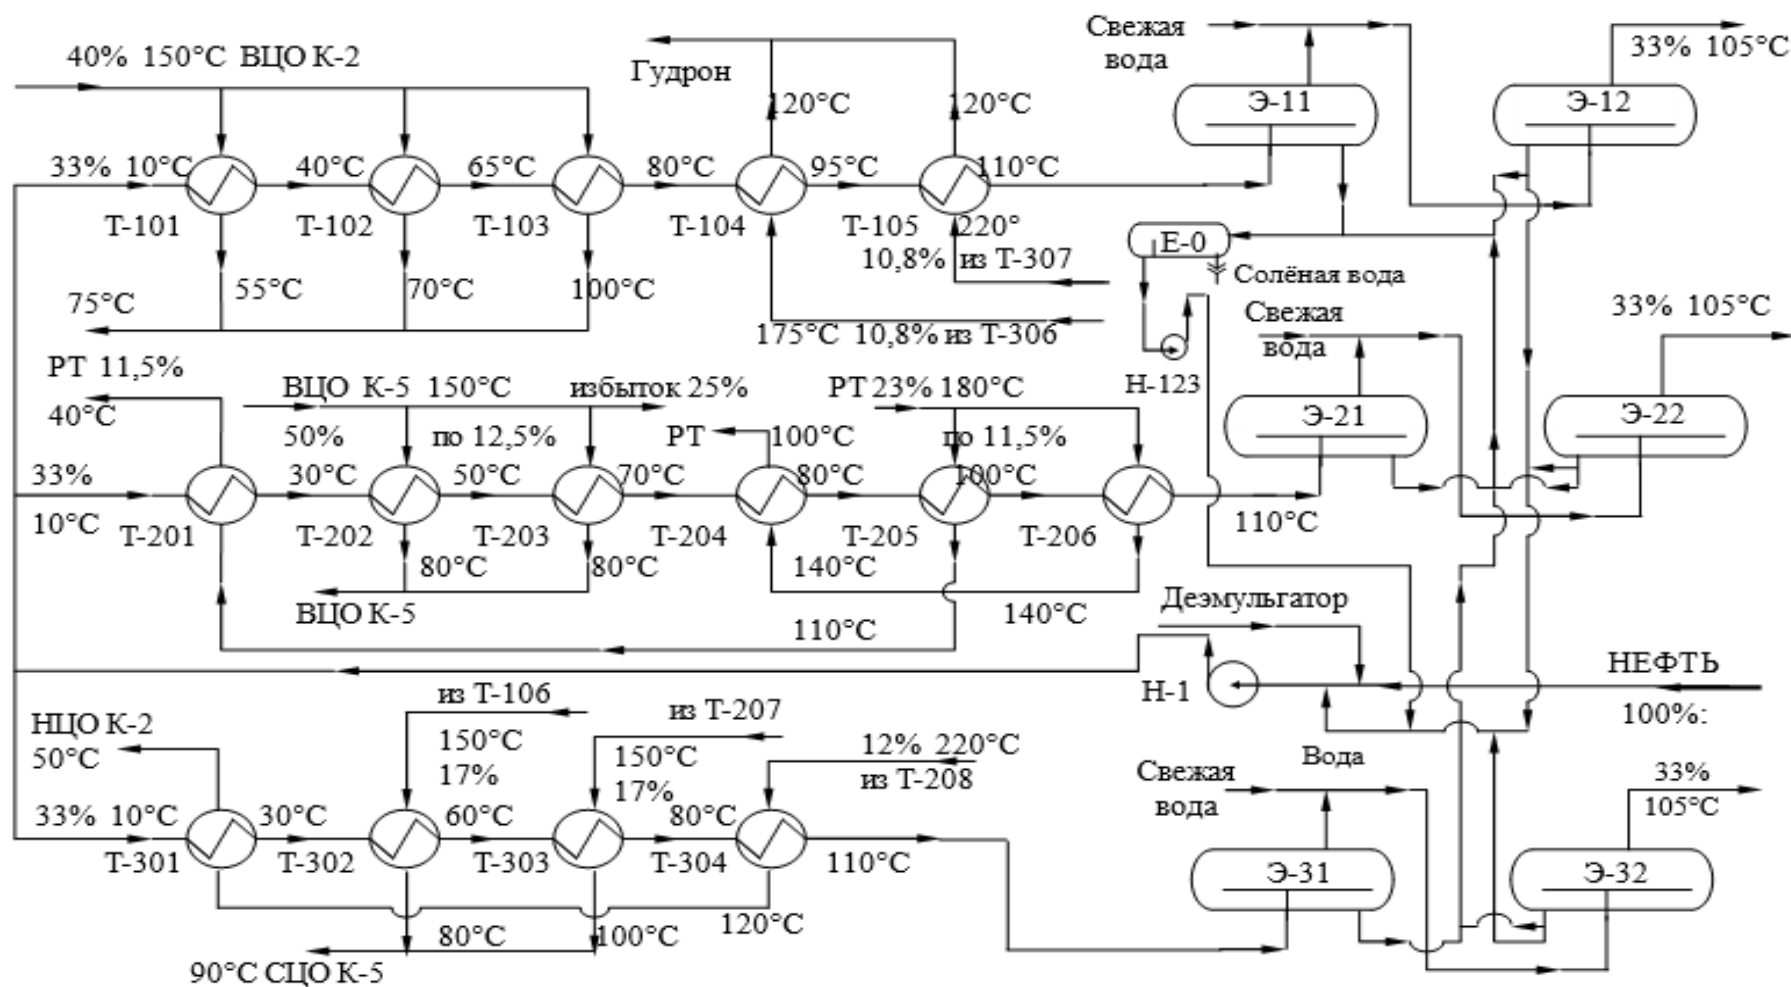 40% 150°С ВЦО К-2
Гудрон
Свежая
вода
33% 105°С
Э-11
Э-12
120°С
120°С
33% 10°С
40°С
65°С
80°С
95°С
110°С
Т-101
Т-102
Т-103
Т-104
Т-105
220°
Е-0
10,8% из Т-307
Солёная вода
55°С
70°С
100°С
75°С
175°С 10,8% из Т-306
Свежая
вода
33% 105°С
РТ 11,5%
40°С
ВЦО К-5 150°С
избыток 25%
РТ 23% 180°С
Н-123
50%
по 12,5%
РТ
100°С
по 11,5%
Э-21
Э-22
33%
10°С
30°С
50°С
70°С
80°С
100°С
110°С
Т-201
Т-202
Т-203
Т-204
Т-205
Т-206
80°С
80°С
140°С
140°С
ВЦО К-5
110°С
Деэмульгатор
НЕФТЬ
100%:
Н-1
из Т-106
из Т-207
НЦО К-2
50°С
150°С
17%
150°С
17%
12% 220°С
из Т-208
Вода
Свежая
вода
33%
105°С
33% 10°С
30°С
60°С
80°С
110°С
Т-301
Т-302
Т-303
Т-304
Э-31
Э-32
80°С
100°С
120°С
90°С СЦО К-5